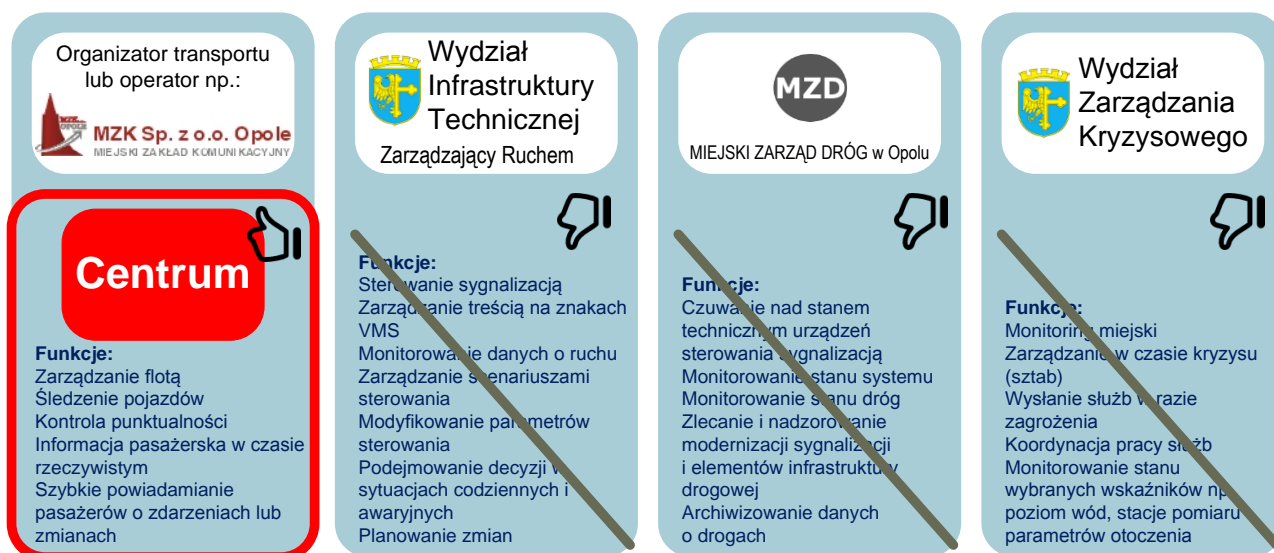 Organizator transportu
lub operator np.:
MZK OPOLE
MZK Sp. z o.o. Opole
MIEJSKI ZAKŁAD KOMUNIKACYJNY
Centrum
Funkcje:
Zarządzanie flotą
Śledzenie pojazdów
Kontrola punktualności
Informacja pasażerska w czasie
rzeczywistym
Szybkie powiadamianie
pasażerów o zdarzeniach lub
zmianach
Wydział
Infrastruktury
Technicznej
Zarządzający Ruchem
Funkcje:
Sterowanie sygnalizacją
Zarządzanie treścią na znakach
VMS
Monitorowanie danych o ruchu
Zarządzanie scenariuszami
sterowania
Modyfikowanie parametrów
sterowania
Podejmowanie decyzji w
sytuacjach codziennych i
awaryjnych
Planowanie zmian
MZD
MIEJSKI ZARZĄD DRÓG w Opolu
Funkcje:
Czuwanie nad stanem
technicznym urządzeń
sterowania sygnalizacją
Monitorowanie stanu systemu
Monitorowanie stanu dróg
Zlecanie i nadzorowanie
modernizacji sygnalizacji
i elementów infrastruktury
drogowej
Archiwizowanie danych
o drogach
Wydział
Zarządzania
Kryzysowego
Funkcje:
Monitoring miejski
Zarządzanie w czasie kryzysu
(sztab)
Wysłanie służb w razie
zagrożenia
Koordynacja pracy służb
Monitorowanie stanu
wybranych wskaźników np
poziom wód, stacje pomiaru
parametrów otoczenia